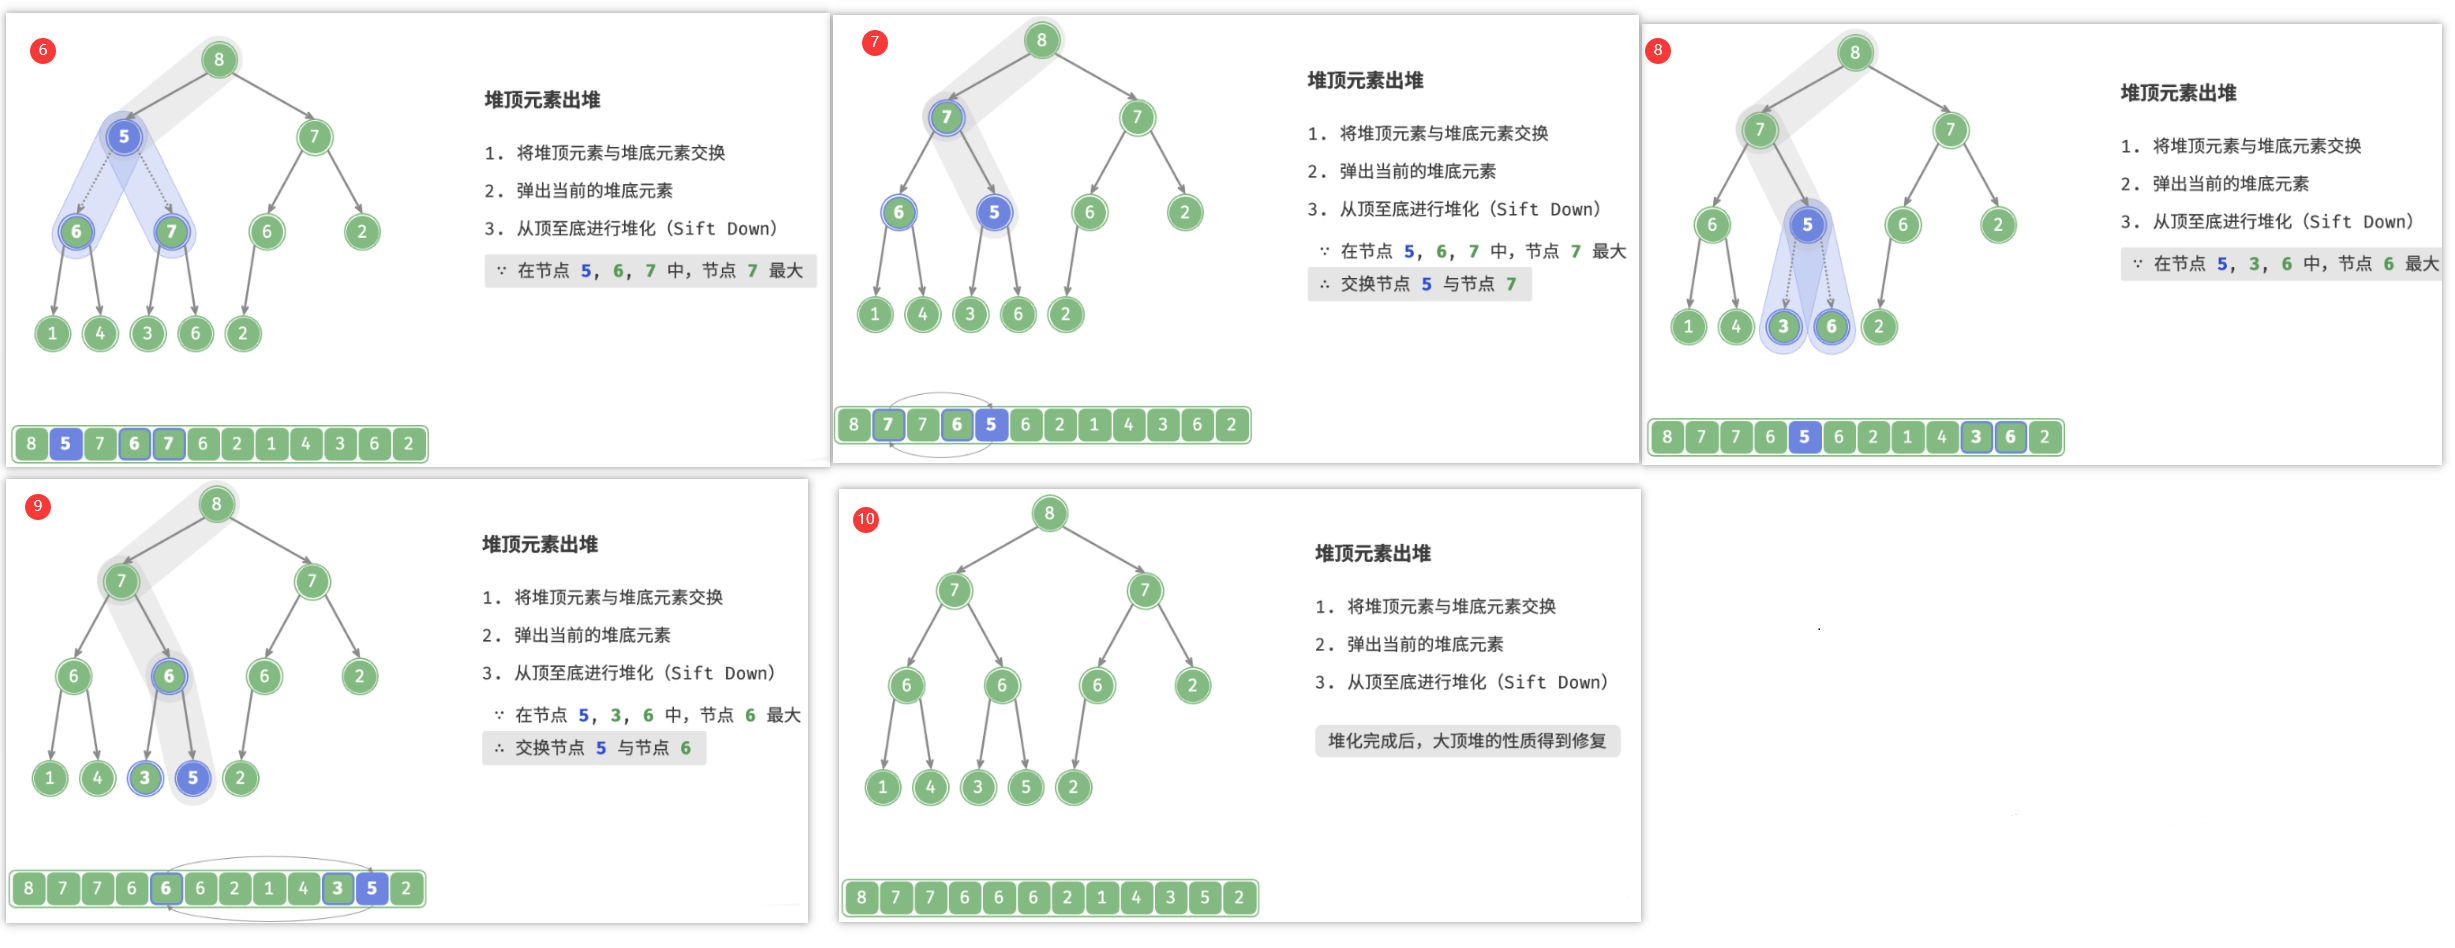 6
8
5 7
6 7 6 2
1 4 3 6 2
堆顶元素出堆
1. 将堆顶元素与堆底元素交换
2. 弹出当前的堆底元素
3. 从顶至底进行堆化（Sift Down）
∵ 在节点 5, 6, 7 中，节点 7 最大
8 5 7 6 7 6 2 1 4 3 6 2
7
8
7 7
6 5 6 2
1 4 3 6 2
堆顶元素出堆
1. 将堆顶元素与堆底元素交换
2. 弹出当前的堆底元素
3. 从顶至底进行堆化（Sift Down）
∵ 在节点 5, 6, 7 中，节点 7 最大
∴ 交换节点 5 与节点 7
8 7 7 6 5 6 2 1 4 3 6 2
8
8
7 7
6 5 6 2
1 4 3 6 2
堆顶元素出堆
1. 将堆顶元素与堆底元素交换
2. 弹出当前的堆底元素
3. 从顶至底进行堆化（Sift Down）
∵ 在节点 5, 3, 6 中，节点 6 最大
8 7 7 6 5 6 2 1 4 3 6 2
9
8
7 7
6 6 6 2
1 4 3 5 2
堆顶元素出堆
1. 将堆顶元素与堆底元素交换
2. 弹出当前的堆底元素
3. 从顶至底进行堆化（Sift Down）
∵ 在节点 5, 3, 6 中，节点 6 最大
∴ 交换节点 5 与节点 6
8 7 7 6 6 6 2 1 4 3 5 2
10
8
7 7
6 6 6 2
1 4 3 5 2
堆顶元素出堆
1. 将堆顶元素与堆底元素交换
2. 弹出当前的堆底元素
3. 从顶至底进行堆化（Sift Down）
堆化完成后，大顶堆的性质得到修复
8 7 7 6 6 6 2 1 4 3 5 2